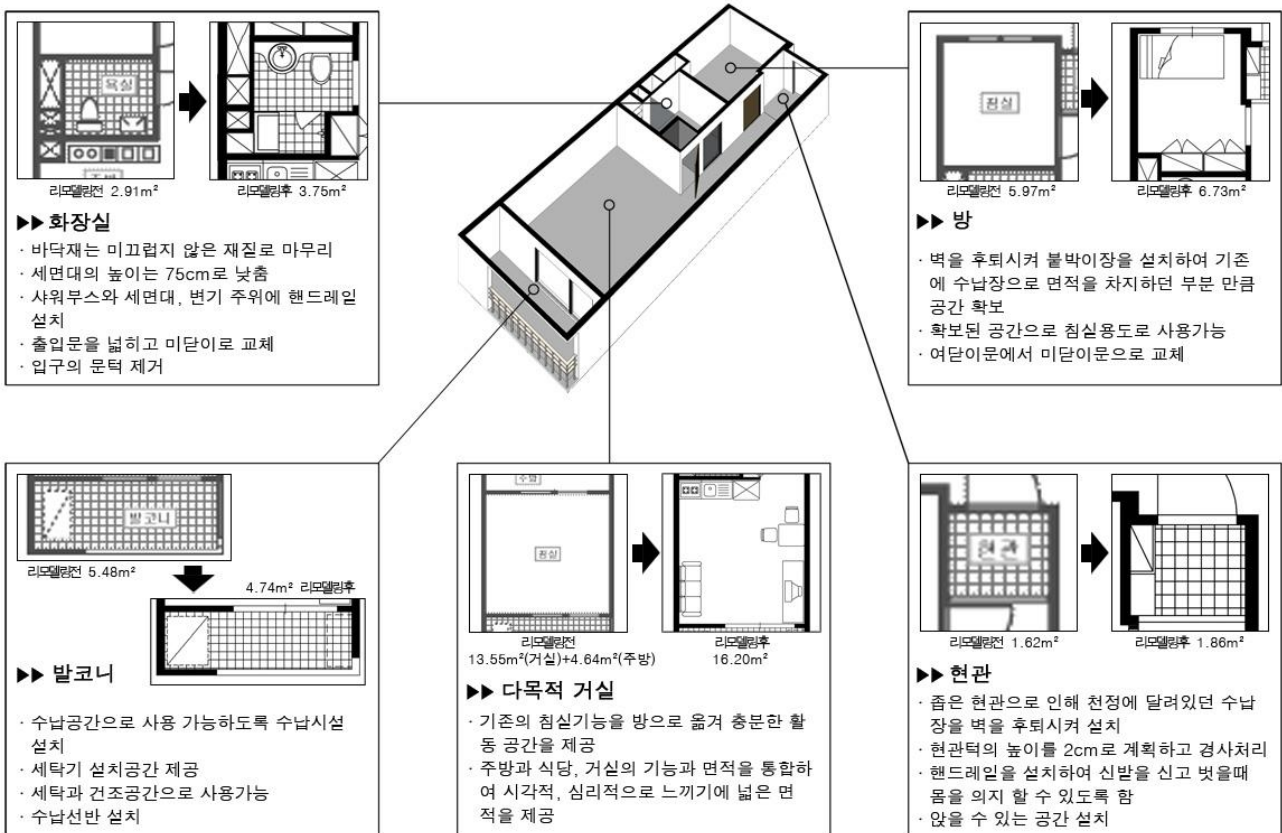 욕실
리모델링전 2.91m²
리모델링후 3.75m²
▶▶ 화장실
· 바닥재는 미끄럽지 않은 재질로 마무리
· 세면대의 높이는 75cm로 낮춤
· 샤워부스와 세면대, 변기 주위에 핸드레일
설치
· 출입문을 넓히고 미닫이로 교체
· 입구의 문턱 제거
침실
리모델링전 5.97m²
리모델링후 6.73m²
▶▶ 방
· 벽을 후퇴시켜 붙박이장을 설치하여 기존
에 수납장으로 면적을 차지하던 부분 만큼
공간 확보
· 확보된 공간으로 침실용도로 사용가능
· 여닫이문에서 미닫이문으로 교체
발코니
리모델링전 5.48m²
4.74m² 리모델링후
▶▶ 발코니
· 수납공간으로 사용 가능하도록 수납시설
설치
· 세탁기 설치공간 제공
· 세탁과 건조공간으로 사용가능
· 수납선반 설치
주방
침실
리모델링전
13.55m²(거실)+4.64m²(주방)
리모델링후
16.20m²
▶▶ 다목적 거실
· 기존의 침실기능을 방으로 옮겨 충분한 활
동 공간을 제공
· 주방과 식당, 거실의 기능과 면적을 통합하
여 시각적, 심리적으로 느끼기에 넓은 면
적을 제공
현관
리모델링전 1.62m²
리모델링후 1.86m²
▶▶ 현관
· 좁은 현관으로 인해 천정에 달려있던 수납
장을 벽을 후퇴시켜 설치
· 현관턱의 높이를 2cm로 계획하고 경사처리
· 핸드레일을 설치하여 신발을 신고 벗을때
몸을 의지 할 수 있도록 함
· 앉을 수 있는 공간 설치